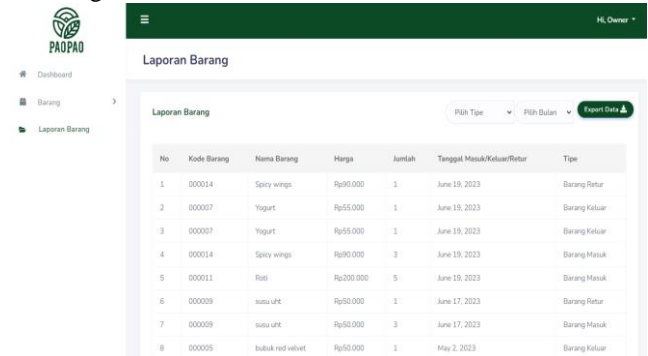 Hi, Owner
PAOPAO
Laporan Barang
Dashboard
Barang
Laporan Barang
Laporan Barang
Pilih Tipe
Pilih Bulan
Export Data
No Kode Barang Nama Barang Harga Jumlah Tanggal Masuk/Keluar/Retur Tipe
1 000014 Spicy wings Rp90.000 1 June 19, 2023 Barang Retur
2 000007 Yogurt Rp55.000 1 June 19, 2023 Barang Keluar
3 000007 Yogurt Rp55.000 1 June 19, 2023 Barang Keluar
4 000014 Spicy wings Rp90.000 3 June 19, 2023 Barang Masuk
5 000011 Roti Rp200.000 5 June 19, 2023 Barang Masuk
6 000009 susu uht Rp50.000 1 June 17, 2023 Barang Retur
7 000009 susu uht Rp50.000 3 June 17, 2023 Barang Masuk
8 000005 bubuk red velvet Rp50.000 1 May 2, 2023 Barang Keluar